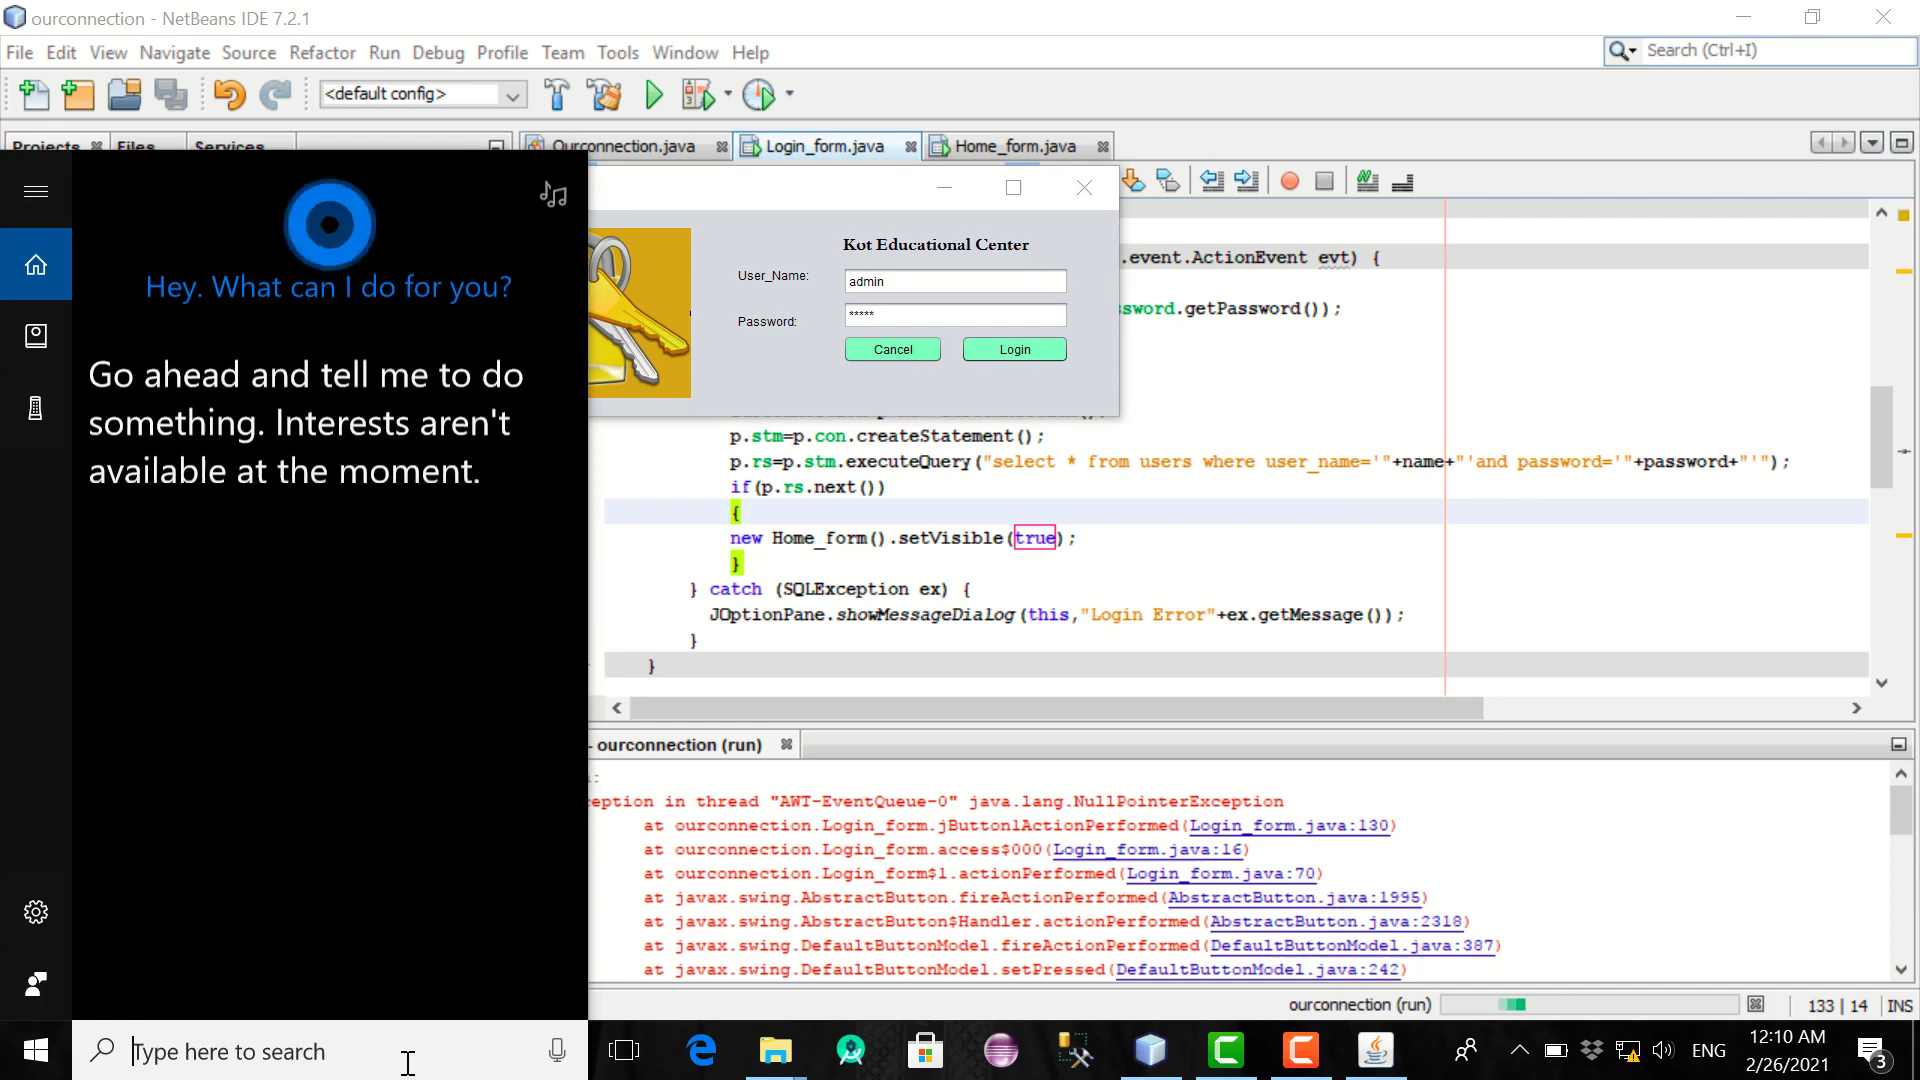 ourconnection - NetBeans IDE 7.2.1
File Edit View Navigate Source Refactor Run Debug Profile Team Tools Window Help
Search (Ctrl+I)
<default config>
Projects Files Services
Ourconnection.java Login_form.java Home_form.java
Hey. What can I do for you?
Go ahead and tell me to do
something. Interests aren't
available at the moment.
Kot Educational Center
User_Name:
admin
Password:
*****
Cancel Login
.event.ActionEvent evt) {
sword.getPassword());
p.stm=p.con.createStatement();
p.rs=p.stm.executeQuery("select * from users where user_name='"+name+"'and password='"+password+"'");
if(p.rs.next())
{
new Home_form().setVisible(true);
}
} catch (SQLException ex) {
JOptionPane.showMessageDialog(this,"Login Error"+ex.getMessage());
}
}
- ourconnection (run)
:
eption in thread "AWT-EventQueue-0" java.lang.NullPointerException
at ourconnection.Login_form.jButton1ActionPerformed(Login_form.java:130)
at ourconnection.Login_form.access$000(Login_form.java:16)
at ourconnection.Login_form$1.actionPerformed(Login_form.java:70)
at javax.swing.AbstractButton.fireActionPerformed(AbstractButton.java:1995)
at javax.swing.AbstractButton$Handler.actionPerformed(AbstractButton.java:2318)
at javax.swing.DefaultButtonModel.fireActionPerformed(DefaultButtonModel.java:387)
at javax.swing.DefaultButtonModel.setPressed(DefaultButtonModel.java:242)
ourconnection (run)
133 | 14 INS
Type here to search
ENG
12:10 AM
2/26/2021
3